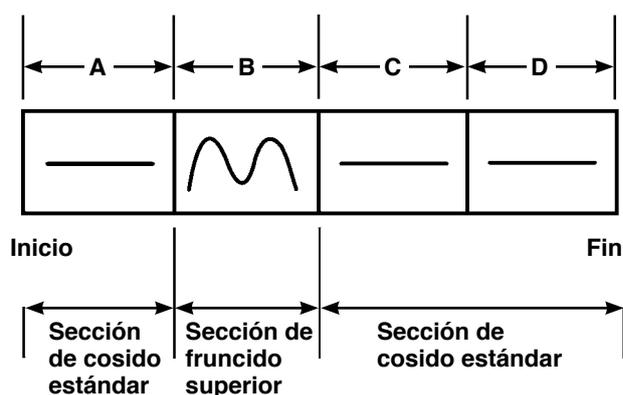 A B C D
Inicio Fin
Sección de cosido estándar
Sección de fruncido superior
Sección de cosido estándar